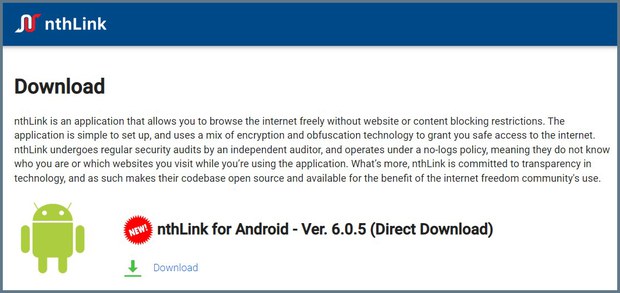 nthLink
Download
nthLink is an application that allows you to browse the internet freely without website or content blocking restrictions. The
application is simple to set up, and uses a mix of encryption and obfuscation technology to grant you safe access to the internet.
nthLink undergoes regular security audits by an independent auditor, and operates under a no-logs policy, meaning they do not know
who you are or which websites you visit while you're using the application. What's more, nthLink is committed to transparency in
technology, and as such makes their codebase open source and available for the benefit of the internet freedom community's use.
NEW! nthLink for Android - Ver. 6.0.5 (Direct Download)
Download